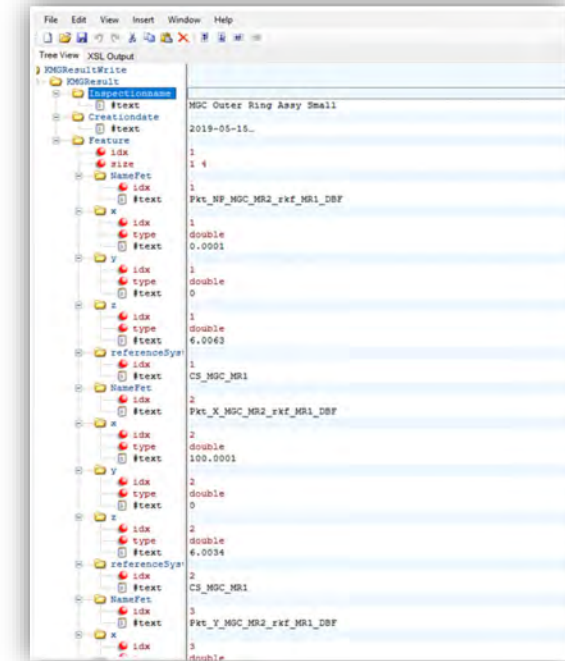 File Edit View Insert Window Help
Tree View XSL Output
KMGResultWrite
KMGResult
Inspectionname
#text MGC Outer Ring Assy Small
Creationdate
#text 2019-05-15…
Feature
idx 1
size 1 4
NameFet
idx 1
#text Pkt_NP_MGC_MR2_rkf_MR1_DBF
x
idx 1
type double
#text 0.0001
y
idx 1
type double
#text 0
z
idx 1
type double
#text 6.0063
referenceSyst
idx 1
#text CS_MGC_MR1
NameFet
idx 2
#text Pkt_X_MGC_MR2_rkf_MR1_DBF
x
idx 2
type double
#text 100.0001
y
idx 2
type double
#text 0
z
idx 2
type double
#text 6.0034
referenceSyst
idx 2
#text CS_MGC_MR1
NameFet
idx 3
#text Pkt_Y_MGC_MR2_rkf_MR1_DBF
x
idx 3
double